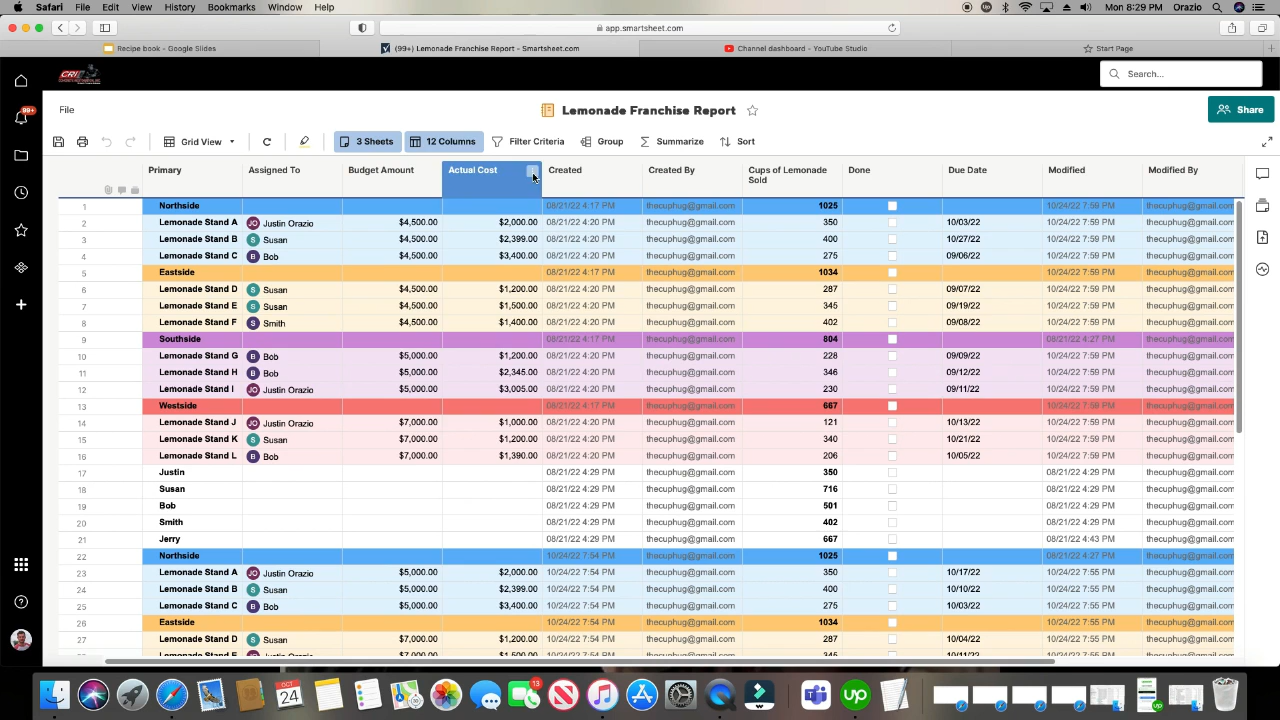 Safari File Edit View History Bookmarks Window Help Mon 8:29 PM Orazio
app.smartsheet.com
Recipe book - Google Slides (99+) Lemonade Franchise Report - Smartsheet.com Channel dashboard - YouTube Studio Start Page
CRI Search...
File Lemonade Franchise Report Share
99+
Grid View 3 Sheets 12 Columns Filter Criteria Group Summarize Sort
Primary Assigned To Budget Amount Actual Cost Created Created By Cups of Lemonade Sold Done Due Date Modified Modified By
1 Northside 08/21/22 4:17 PM thecuphug@gmail.com 1025 10/24/22 7:59 PM thecuphug@gmail.com
2 Lemonade Stand A JO Justin Orazio $4,500.00 $2,000.00 08/21/22 4:20 PM thecuphug@gmail.com 350 10/03/22 10/24/22 7:59 PM thecuphug@gmail.com
3 Lemonade Stand B S Susan $4,500.00 $2,399.00 08/21/22 4:20 PM thecuphug@gmail.com 400 10/27/22 10/24/22 7:59 PM thecuphug@gmail.com
4 Lemonade Stand C B Bob $4,500.00 $3,400.00 08/21/22 4:20 PM thecuphug@gmail.com 275 09/06/22 10/24/22 7:59 PM thecuphug@gmail.com
5 Eastside 08/21/22 4:17 PM thecuphug@gmail.com 1034 10/24/22 7:59 PM thecuphug@gmail.com
6 Lemonade Stand D S Susan $4,500.00 $1,200.00 08/21/22 4:20 PM thecuphug@gmail.com 287 09/07/22 10/24/22 7:59 PM thecuphug@gmail.com
7 Lemonade Stand E S Susan $4,500.00 $1,500.00 08/21/22 4:20 PM thecuphug@gmail.com 345 09/19/22 10/24/22 7:59 PM thecuphug@gmail.com
8 Lemonade Stand F S Smith $4,500.00 $1,400.00 08/21/22 4:20 PM thecuphug@gmail.com 402 09/08/22 10/24/22 7:59 PM thecuphug@gmail.com
9 Southside 08/21/22 4:17 PM thecuphug@gmail.com 804 08/21/22 4:27 PM thecuphug@gmail.com
10 Lemonade Stand G B Bob $5,000.00 $1,200.00 08/21/22 4:20 PM thecuphug@gmail.com 228 09/09/22 10/24/22 7:59 PM thecuphug@gmail.com
11 Lemonade Stand H B Bob $5,000.00 $2,345.00 08/21/22 4:20 PM thecuphug@gmail.com 346 09/12/22 10/24/22 7:59 PM thecuphug@gmail.com
12 Lemonade Stand I JO Justin Orazio $5,000.00 $3,005.00 08/21/22 4:20 PM thecuphug@gmail.com 230 09/11/22 10/24/22 7:59 PM thecuphug@gmail.com
13 Westside 08/21/22 4:17 PM thecuphug@gmail.com 667 10/24/22 7:59 PM thecuphug@gmail.com
14 Lemonade Stand J JO Justin Orazio $7,000.00 $1,000.00 08/21/22 4:20 PM thecuphug@gmail.com 121 10/13/22 10/24/22 7:59 PM thecuphug@gmail.com
15 Lemonade Stand K S Susan $7,000.00 $1,200.00 08/21/22 4:20 PM thecuphug@gmail.com 340 10/21/22 10/24/22 7:59 PM thecuphug@gmail.com
16 Lemonade Stand L B Bob $7,000.00 $1,390.00 08/21/22 4:20 PM thecuphug@gmail.com 206 10/05/22 10/24/22 7:59 PM thecuphug@gmail.com
17 Justin 08/21/22 4:29 PM thecuphug@gmail.com 350 08/21/22 4:29 PM thecuphug@gmail.com
18 Susan 08/21/22 4:29 PM thecuphug@gmail.com 716 08/21/22 4:29 PM thecuphug@gmail.com
19 Bob 08/21/22 4:29 PM thecuphug@gmail.com 501 08/21/22 4:29 PM thecuphug@gmail.com
20 Smith 08/21/22 4:29 PM thecuphug@gmail.com 402 08/21/22 4:29 PM thecuphug@gmail.com
21 Jerry 08/21/22 4:29 PM thecuphug@gmail.com 667 08/21/22 4:43 PM thecuphug@gmail.com
22 Northside 10/24/22 7:54 PM thecuphug@gmail.com 1025 08/21/22 4:27 PM thecuphug@gmail.com
23 Lemonade Stand A JO Justin Orazio $5,000.00 $2,000.00 10/24/22 7:54 PM thecuphug@gmail.com 350 10/17/22 10/24/22 7:55 PM thecuphug@gmail.com
24 Lemonade Stand B S Susan $5,000.00 $2,399.00 10/24/22 7:54 PM thecuphug@gmail.com 400 10/10/22 10/24/22 7:55 PM thecuphug@gmail.com
25 Lemonade Stand C B Bob $5,000.00 $3,400.00 10/24/22 7:54 PM thecuphug@gmail.com 275 10/03/22 10/24/22 7:55 PM thecuphug@gmail.com
26 Eastside 10/24/22 7:54 PM thecuphug@gmail.com 1034 10/24/22 7:55 PM thecuphug@gmail.com
27 Lemonade Stand D S Susan $7,000.00 $1,200.00 10/24/22 7:54 PM thecuphug@gmail.com 287 10/04/22 10/24/22 7:55 PM thecuphug@gmail.com
OCT 24 13 up